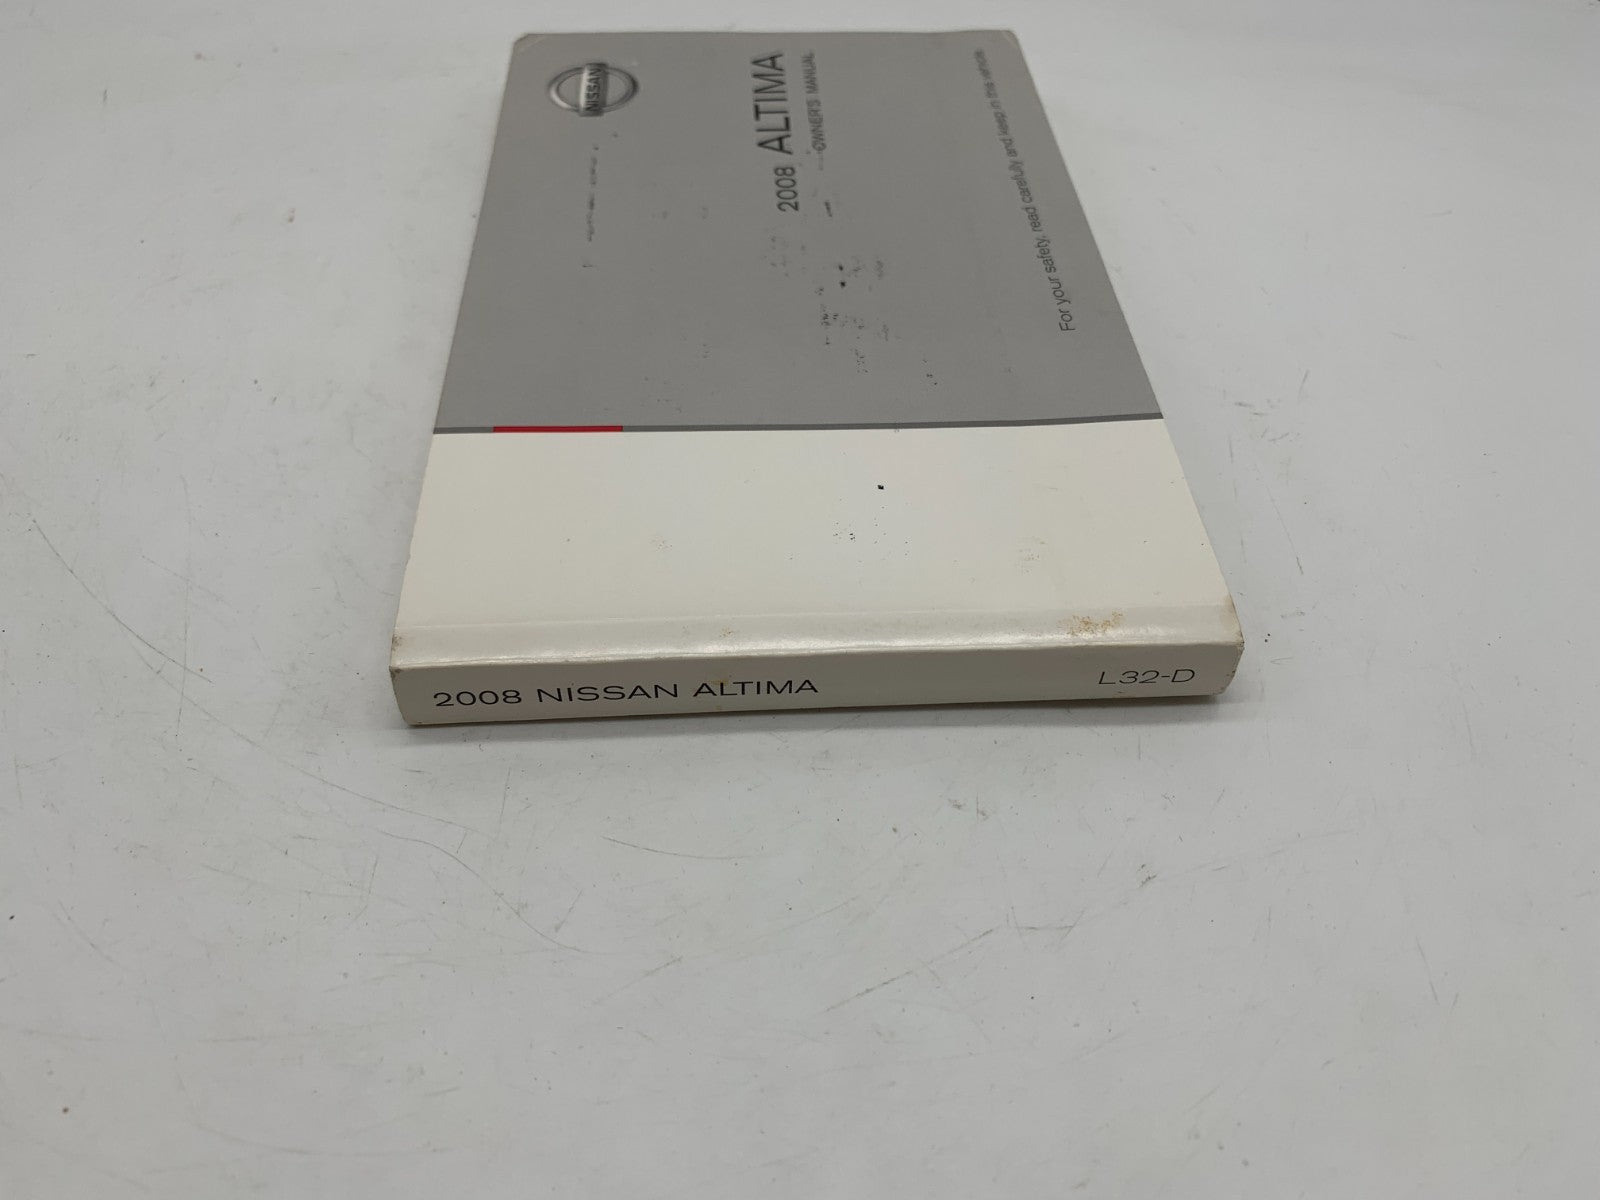 NISSAN
2008 ALTIMA
OWNER'S MANUAL
For your safety, read carefully and keep in this vehicle.
2008 NISSAN ALTIMA
L32-D